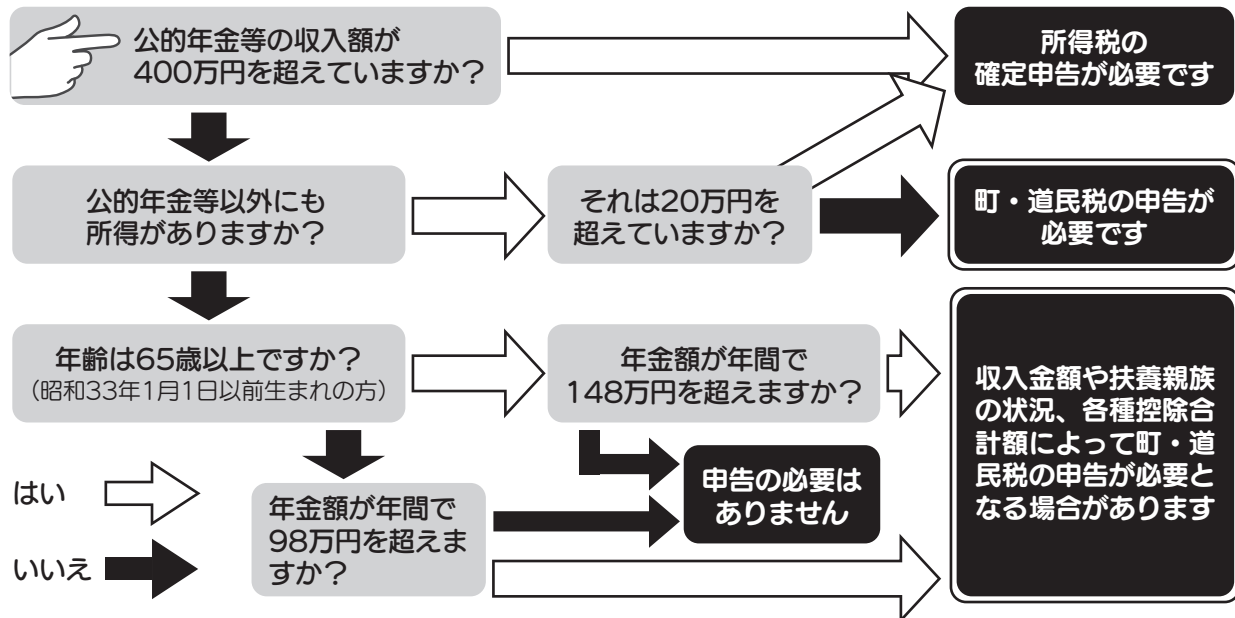 公的年金等の収入額が
400万円を超えていますか？
所得税の
確定申告が必要です
公的年金等以外にも
所得がありますか？
それは20万円を
超えていますか？
町・道民税の申告が
必要です
年齢は65歳以上ですか？
（昭和33年1月1日以前生まれの方）
年金額が年間で
148万円を超えますか？
収入金額や扶養親族
の状況、各種控除合
計額によって町・道
民税の申告が必要と
なる場合があります
はい
いいえ
年金額が年間で
98万円を超えま
すか？
申告の必要は
ありません